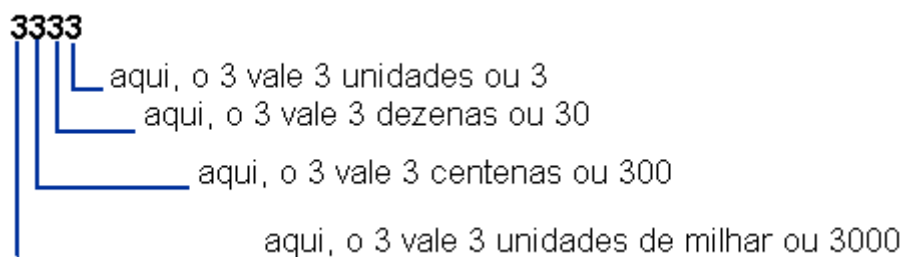 3333
aqui, o 3 vale 3 unidades ou 3
aqui, o 3 vale 3 dezenas ou 30
aqui, o 3 vale 3 centenas ou 300
aqui, o 3 vale 3 unidades de milhar ou 3000